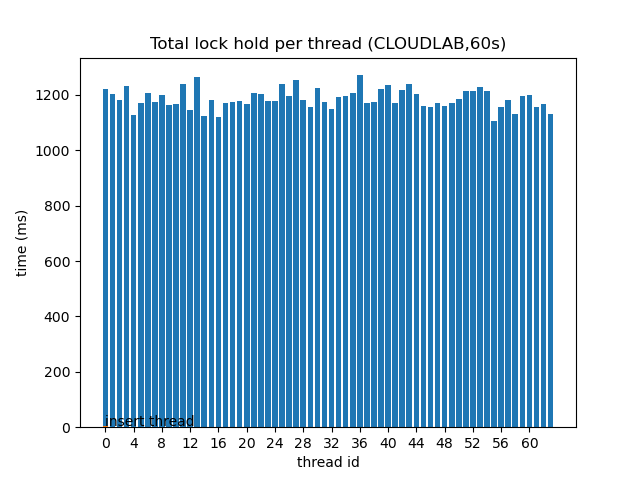 Total lock hold per thread (CLOUDLAB,60s)
time (ms)
1200
1000
800
600
400
200
0
insert thread
0 4 8 12 16 20 24 28 32 36 40 44 48 52 56 60
thread id